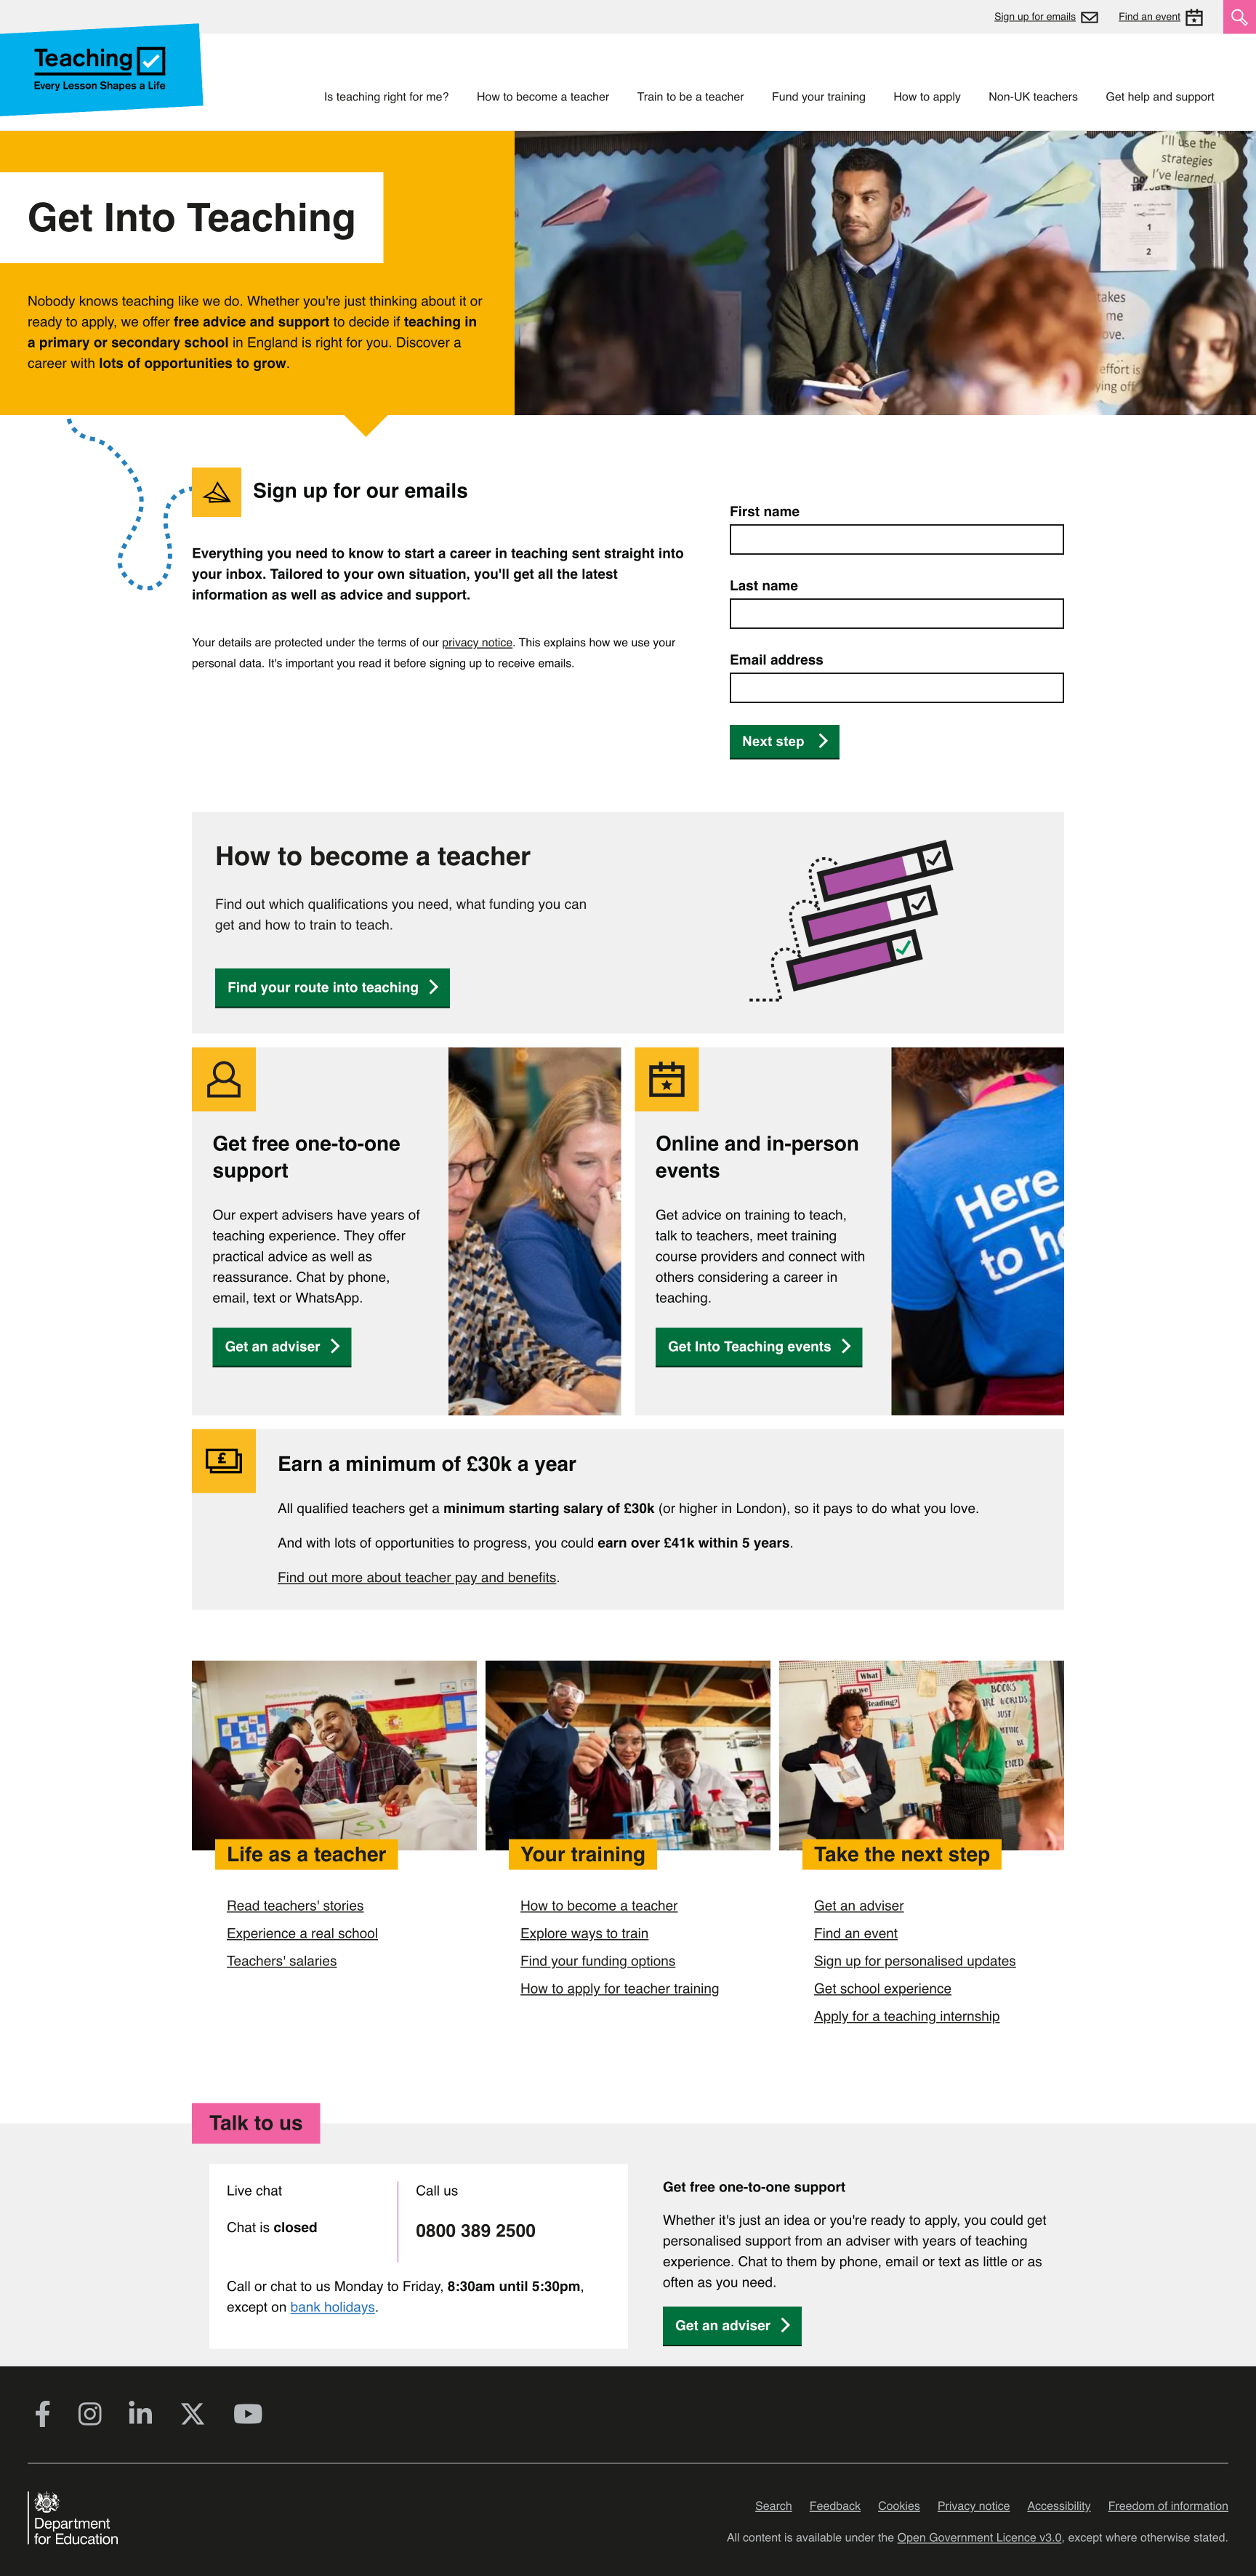 Sign up for emails
Find an event
Teaching
Every Lesson Shapes a Life
Is teaching right for me?
How to become a teacher
Train to be a teacher
Fund your training
How to apply
Non-UK teachers
Get help and support
Get Into Teaching
Nobody knows teaching like we do. Whether you're just thinking about it or
ready to apply, we offer free advice and support to decide if teaching in
a primary or secondary school in England is right for you. Discover a
career with lots of opportunities to grow.
I'll use the
strategies
I've learned.
1
2
takes
me
effort is
Sign up for our emails
Everything you need to know to start a career in teaching sent straight into
your inbox. Tailored to your own situation, you'll get all the latest
information as well as advice and support.
Your details are protected under the terms of our privacy notice. This explains how we use your
personal data. It's important you read it before signing up to receive emails.
First name
Last name
Email address
Next step
How to become a teacher
Find out which qualifications you need, what funding you can
get and how to train to teach.
Find your route into teaching
Get free one-to-one
support
Our expert advisers have years of
teaching experience. They offer
practical advice as well as
reassurance. Chat by phone,
email, text or WhatsApp.
Get an adviser
Online and in-person
events
Get advice on training to teach,
talk to teachers, meet training
course providers and connect with
others considering a career in
teaching.
Get Into Teaching events
Here
to
£
Earn a minimum of £30k a year
All qualified teachers get a minimum starting salary of £30k (or higher in London), so it pays to do what you love.
And with lots of opportunities to progress, you could earn over £41k within 5 years.
Find out more about teacher pay and benefits.
What
are we
Reading?
BOOKS
JUST
BE
Life as a teacher
Read teachers' stories
Experience a real school
Teachers' salaries
Your training
How to become a teacher
Explore ways to train
Find your funding options
How to apply for teacher training
Take the next step
Get an adviser
Find an event
Sign up for personalised updates
Get school experience
Apply for a teaching internship
Talk to us
Live chat
Chat is closed
Call us
0800 389 2500
Call or chat to us Monday to Friday, 8:30am until 5:30pm,
except on bank holidays.
Get free one-to-one support
Whether it's just an idea or you're ready to apply, you could get
personalised support from an adviser with years of teaching
experience. Chat to them by phone, email or text as little or as
often as you need.
Get an adviser
Department
for Education
Search
Feedback
Cookies
Privacy notice
Accessibility
Freedom of information
All content is available under the Open Government Licence v3.0, except where otherwise stated.